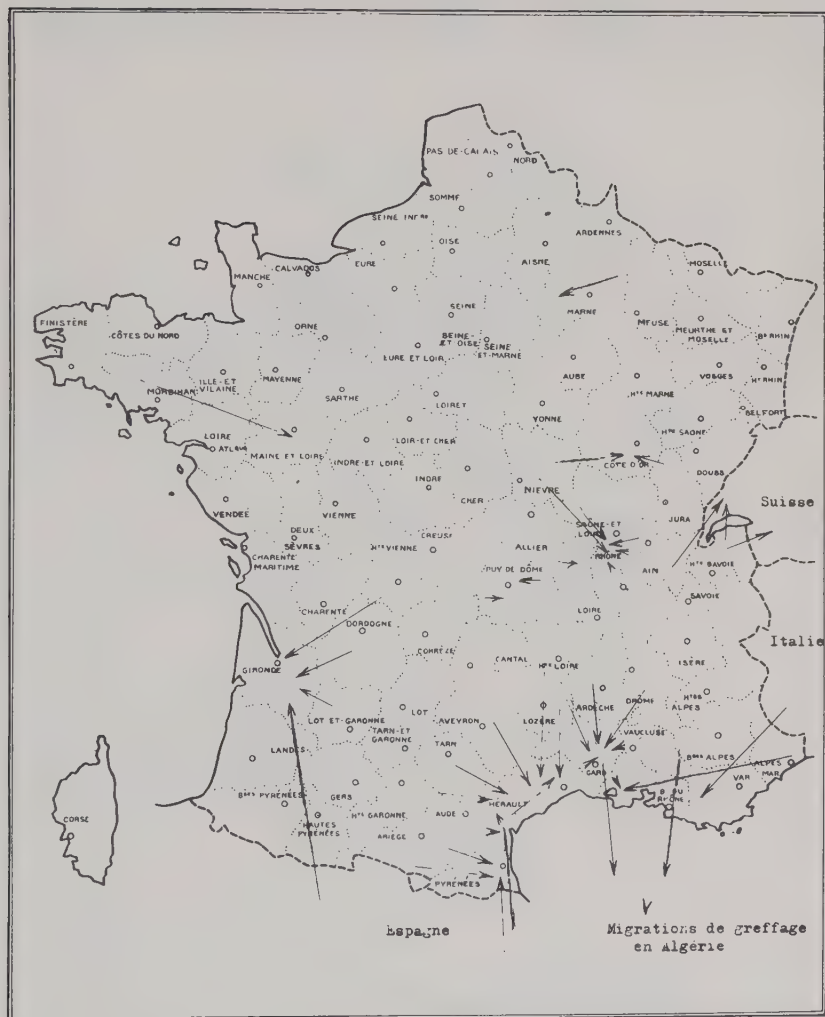 PAS-DE-CALAIS
NORD
SOMME
SEINE INFRE
ARDENNES
OISE
AISNE
MOSELLE
CALVADOS
EURE
MANCHE
SEINE
MARNE
MEUSE
MEURTHE ET
MOSELLE
BS RHIN
FINISTÈRE
CÔTES DU NORD
ORNE
SEINE-
ET OISE
SEINE
ET-MARNE
EURE ET LOIR
MAYENNE
ILLE-ET
VILAINE
AUBE
VOSGES
HT RHIN
MORBIHAN
SARTHE
HTE MARNE
LOIRET
YONNE
BELFORT
HTE SAONE
LOIRE
ATLQUE
LOIR-ET CHER
MAINE ET LOIRE
INDRE-ET LOIRE
COTE D'OR
DOUBS
INDRE
NIEVRE
CHER
VENDEE
VIENNE
JURA
Suisse
DEUX
SÈVRES
CREUSE
HTE VIENNE
ALLIER
SAÔNE-ET
LOIRE
RHÔNE
CHARENTE
MARITIME
PUY DE DÔME
AIN
HTE SAVOIE
SAVOIE
CHARENTE
LOIRE
DORDOGNE
Italie
CORRÈZE
CANTAL
HTE LOIRE
ISÈRE
GIRONDE
LOT
ARDÈCHE
DROME
HTES
ALPES
LOT ET-GARONNE
AVEYRON
LOZÈRE
TARN-ET
GARONNE
TARN
VAUCLUSE
LANDES
BSES ALPES
ALPES
MAR.
GARD
VAR
BSES PYRÉNÉES
GERS
HÉRAULT
B. DU
RHÔNE
CORSE
HTE GARONNE
AUDE
HAUTES
PYRÉNÉES
ARIÈGE
PYRÉNÉES
Espagne
Migrations de greffage
en Algérie